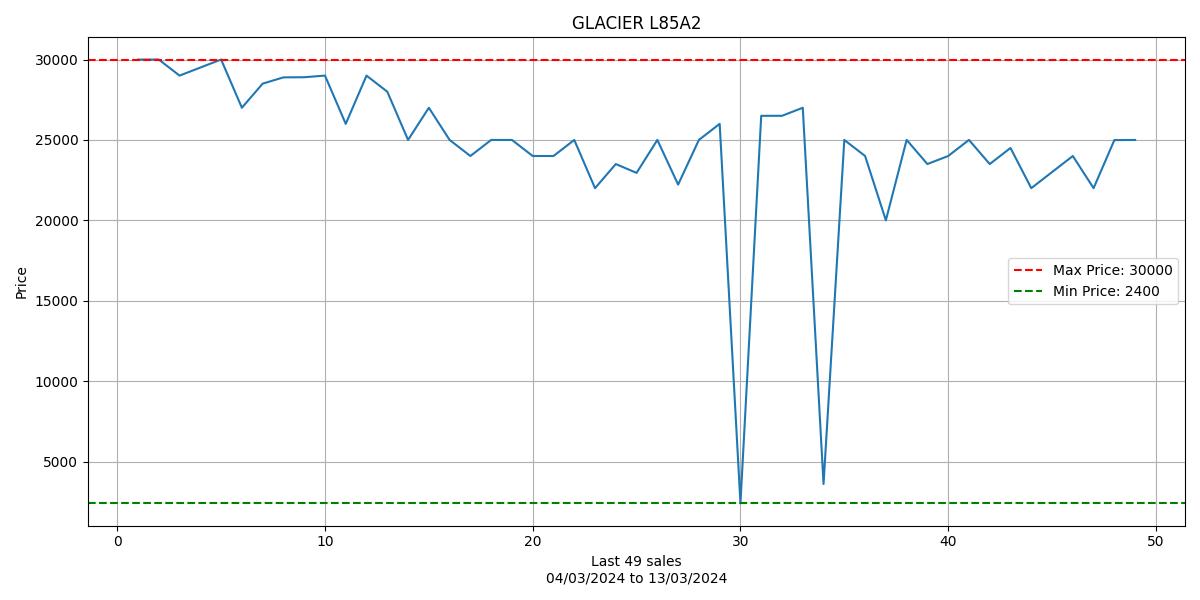 GLACIER L85A2
30000
25000
20000
15000
10000
5000
Price
Max Price: 30000
Min Price: 2400
0 10 20 30 40 50
Last 49 sales
04/03/2024 to 13/03/2024